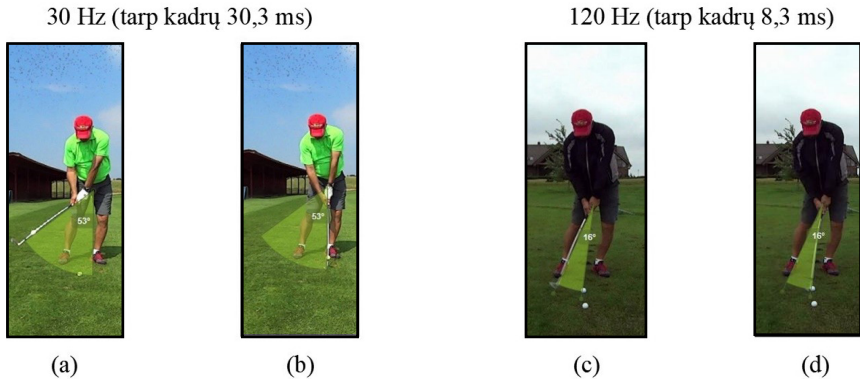 30 Hz (tarp kadrų 30,3 ms)
120 Hz (tarp kadrų 8,3 ms)
53°
53°
16°
16°
(a)
(b)
(c)
(d)